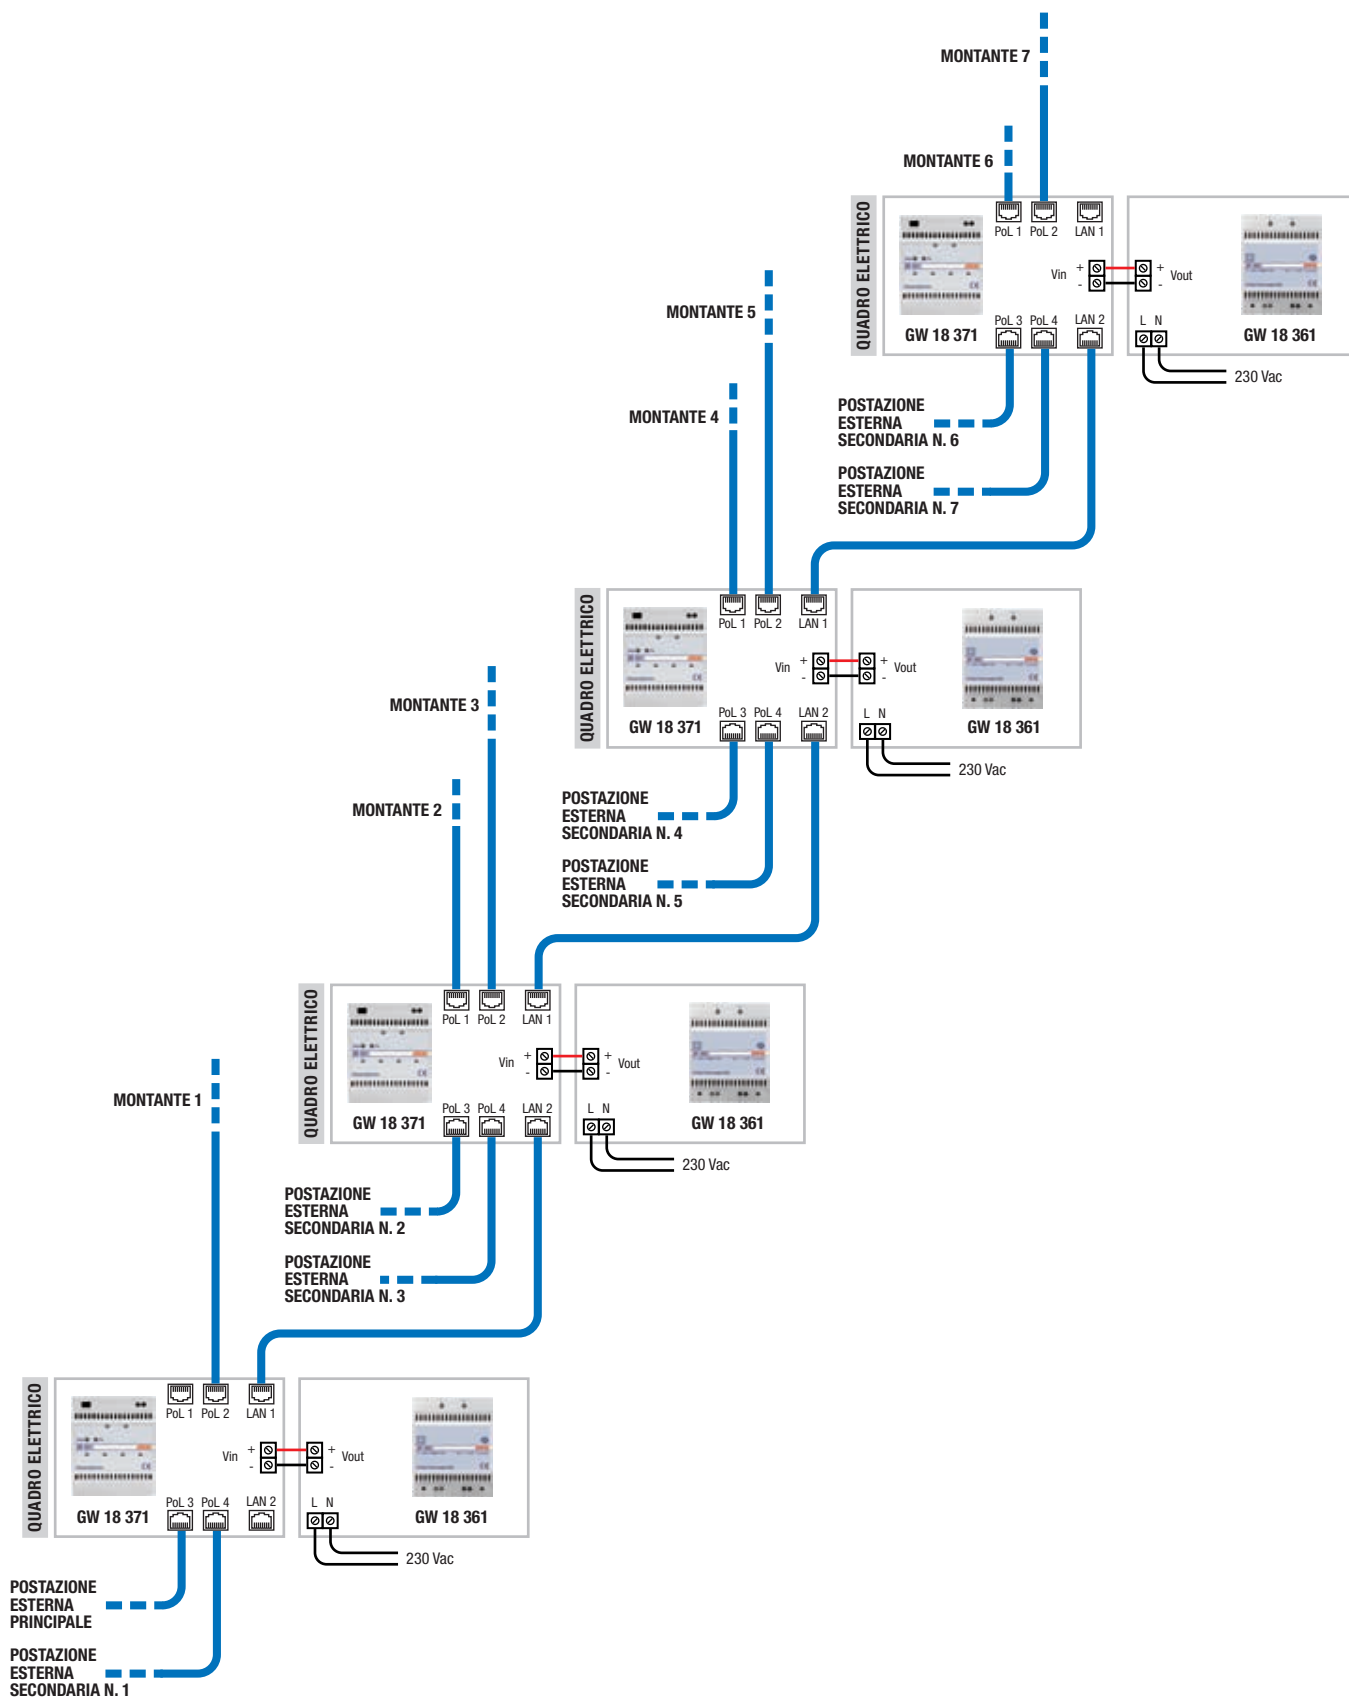 MONTANTE 7
MONTANTE 6
QUADRO ELETTRICO
PoL 1 PoL 2 LAN 1
Vin + - + - Vout
PoL 3 PoL 4 LAN 2
GW 18 371
L N
GW 18 361
230 Vac
POSTAZIONE
ESTERNA
SECONDARIA N. 6
POSTAZIONE
ESTERNA
SECONDARIA N. 7
MONTANTE 5
MONTANTE 4
QUADRO ELETTRICO
PoL 1 PoL 2 LAN 1
Vin + - + - Vout
PoL 3 PoL 4 LAN 2
GW 18 371
L N
GW 18 361
230 Vac
POSTAZIONE
ESTERNA
SECONDARIA N. 4
POSTAZIONE
ESTERNA
SECONDARIA N. 5
MONTANTE 3
MONTANTE 2
QUADRO ELETTRICO
PoL 1 PoL 2 LAN 1
Vin + - + - Vout
PoL 3 PoL 4 LAN 2
GW 18 371
L N
GW 18 361
230 Vac
POSTAZIONE
ESTERNA
SECONDARIA N. 2
POSTAZIONE
ESTERNA
SECONDARIA N. 3
MONTANTE 1
QUADRO ELETTRICO
PoL 1 PoL 2 LAN 1
Vin + - + - Vout
PoL 3 PoL 4 LAN 2
GW 18 371
L N
GW 18 361
230 Vac
POSTAZIONE
ESTERNA
PRINCIPALE
POSTAZIONE
ESTERNA
SECONDARIA N. 1